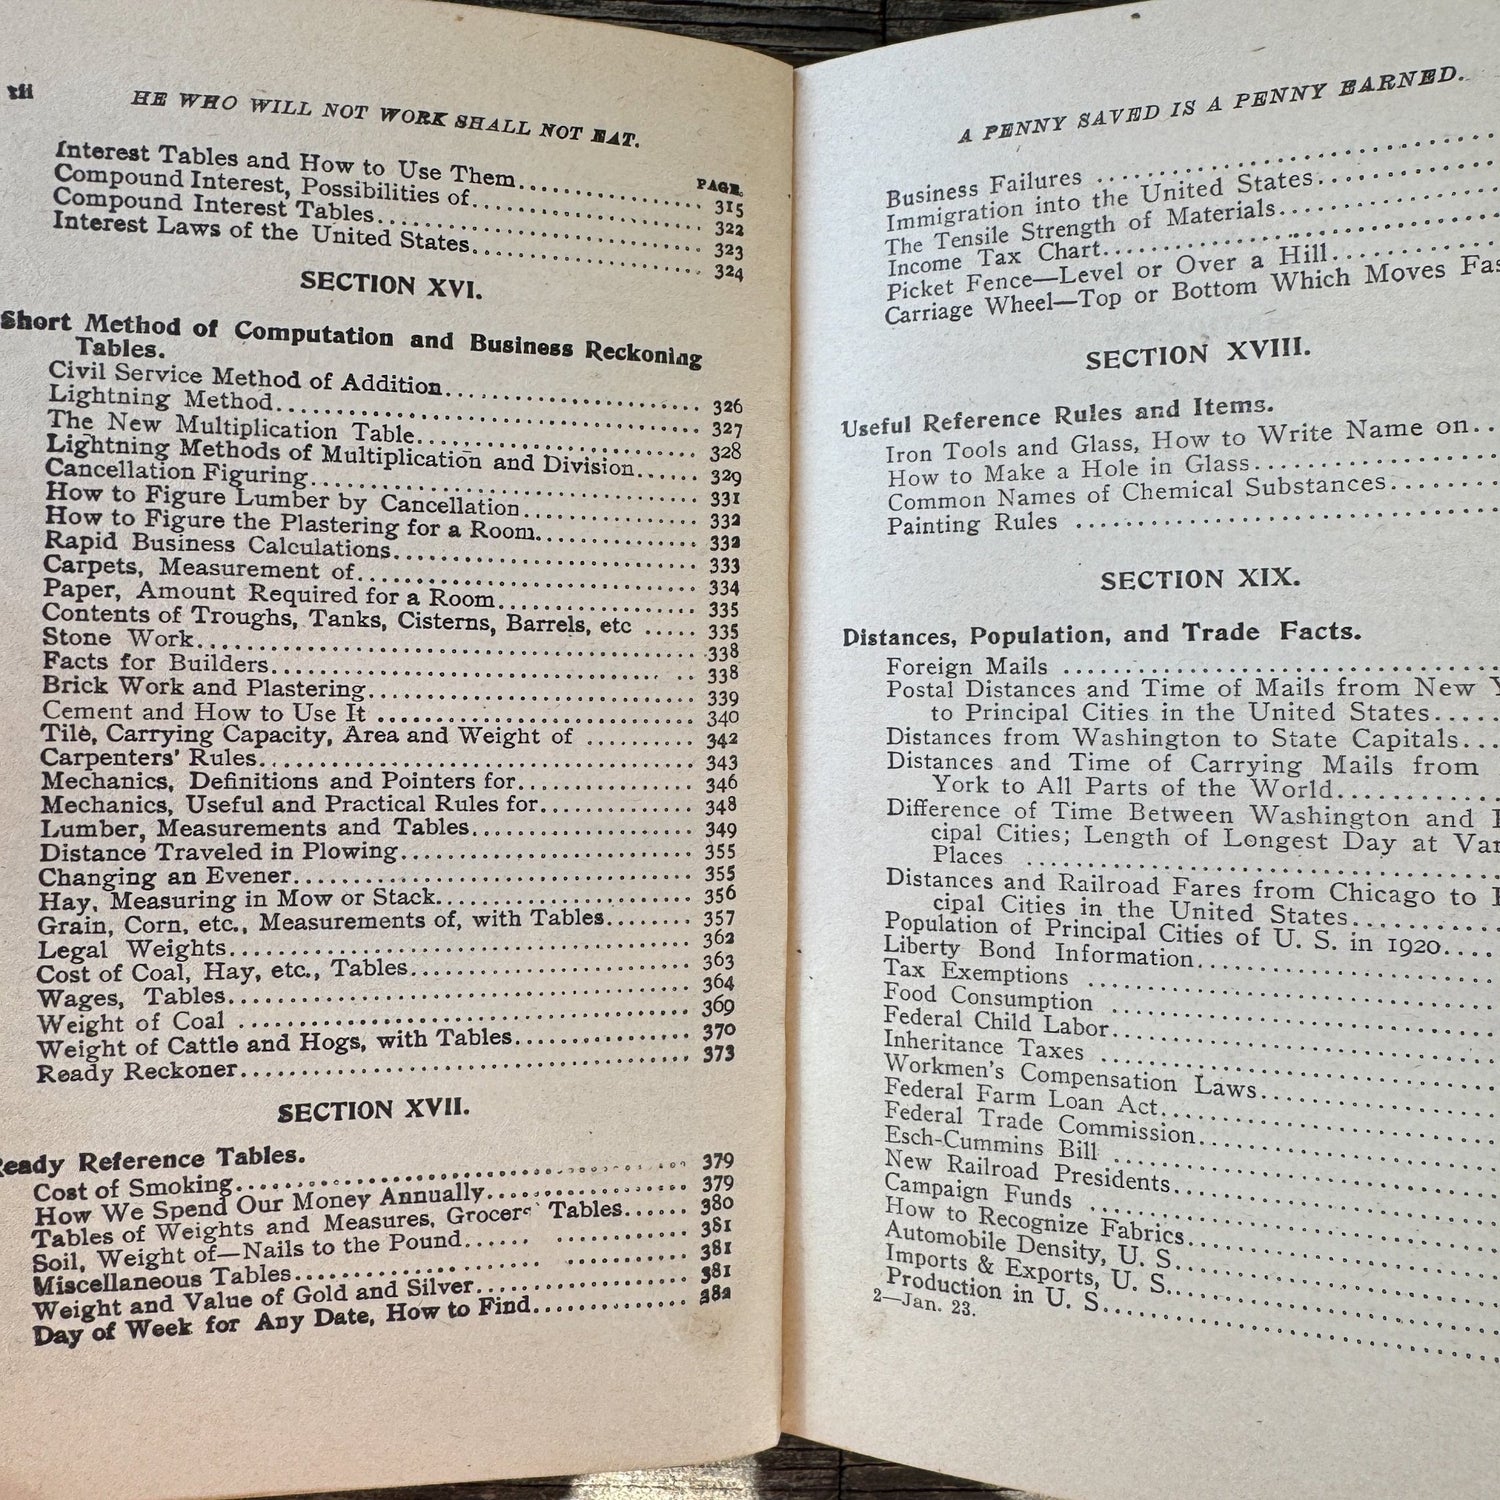 xii
HE WHO WILL NOT WORK SHALL NOT EAT.
PAGE.
Interest Tables and How to Use Them........................ 315
Compound Interest, Possibilities of........................ 322
Compound Interest Tables........................ 323
Interest Laws of the United States........................ 324
SECTION XVI.
Short Method of Computation and Business Reckoning
Tables.
Civil Service Method of Addition........................ 326
Lightning Method........................ 327
The New Multiplication Table........................ 328
Lightning Methods of Multiplication and Division...... 329
Cancellation Figuring........................ 331
How to Figure Lumber by Cancellation................ 332
How to Figure the Plastering for a Room.............. 332
Rapid Business Calculations........................ 333
Carpets, Measurement of........................ 334
Paper, Amount Required for a Room.................. 335
Contents of Troughs, Tanks, Cisterns, Barrels, etc ..... 335
Stone Work........................ 338
Facts for Builders........................ 338
Brick Work and Plastering........................ 339
Cement and How to Use It ........................ 340
Tile, Carrying Capacity, Area and Weight of .......... 342
Carpenters' Rules........................ 343
Mechanics, Definitions and Pointers for............... 346
Mechanics, Useful and Practical Rules for............. 348
Lumber, Measurements and Tables.................... 349
Distance Traveled in Plowing........................ 355
Changing an Evener........................ 355
Hay, Measuring in Mow or Stack...................... 356
Grain, Corn, etc., Measurements of, with Tables........ 357
Legal Weights........................ 362
Cost of Coal, Hay, etc., Tables........................ 363
Wages, Tables........................ 364
Weight of Coal ........................ 369
Weight of Cattle and Hogs, with Tables............... 370
Ready Reckoner........................ 373
SECTION XVII.
Ready Reference Tables.
Cost of Smoking........................ 379
How We Spend Our Money Annually.................. 379
Tables of Weights and Measures, Grocers' Tables...... 380
Soil, Weight of—Nails to the Pound...... ............ 381
Miscellaneous Tables........................ 381
Weight and Value of Gold and Silver.................. 381
Day of Week for Any Date, How to Find.............. 382
A PENNY SAVED IS A PENNY EARNED.
Business Failures ........................
Immigration into the United States..................
The Tensile Strength of Materials..................
Income Tax Chart........................
Picket Fence—Level or Over a Hill..................
Carriage Wheel—Top or Bottom Which Moves Fas
SECTION XVIII.
Useful Reference Rules and Items.
Iron Tools and Glass, How to Write Name on...
How to Make a Hole in Glass..................
Common Names of Chemical Substances.........
Painting Rules ........................
SECTION XIX.
Distances, Population, and Trade Facts.
Foreign Mails ........................
Postal Distances and Time of Mails from New Y
to Principal Cities in the United States......
Distances from Washington to State Capitals...
Distances and Time of Carrying Mails from
York to All Parts of the World............
Difference of Time Between Washington and
cipal Cities; Length of Longest Day at Var
Places ........................
Distances and Railroad Fares from Chicago to
cipal Cities in the United States............
Population of Principal Cities of U. S. in 1920....
Liberty Bond Information..................
Tax Exemptions ........................
Food Consumption ........................
Federal Child Labor........................
Inheritance Taxes ........................
Workmen's Compensation Laws..................
Federal Farm Loan Act........................
Federal Trade Commission..................
Esch-Cummins Bill ........................
New Railroad Presidents..................
Campaign Funds ........................
How to Recognize Fabrics..................
Automobile Density, U. S..................
Imports & Exports, U. S..................
Production in U. S........................
2—Jan. 23.